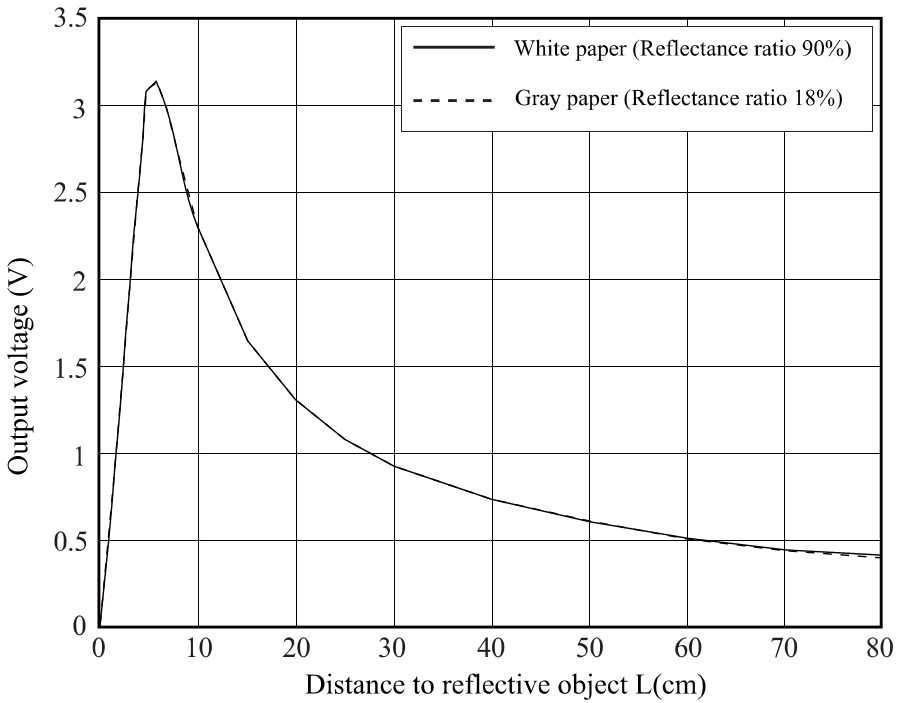 3.5
3
2.5
2
1.5
1
0.5
0
Output voltage (V)
White paper (Reflectance ratio 90%)
Gray paper (Reflectance ratio 18%)
0 10 20 30 40 50 60 70 80
Distance to reflective object L(cm)